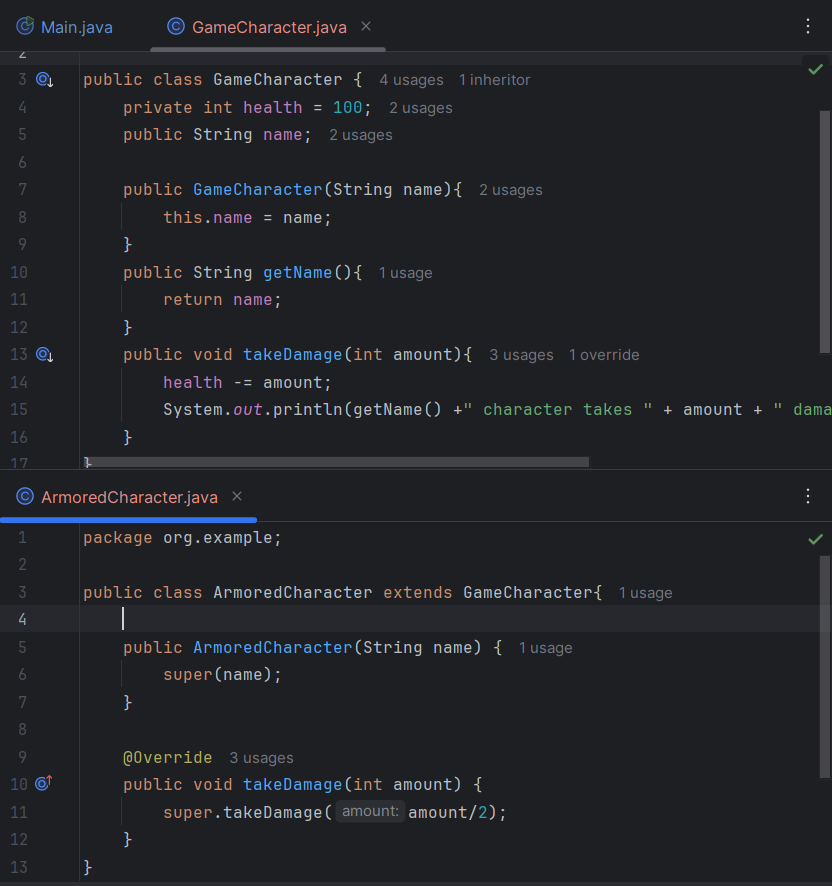 Main.java GameCharacter.java
2
3 public class GameCharacter { 4 usages 1 inheritor
4 private int health = 100; 2 usages
5 public String name; 2 usages
6
7 public GameCharacter(String name){ 2 usages
8 this.name = name;
9 }
10 public String getName(){ 1 usage
11 return name;
12 }
13 public void takeDamage(int amount){ 3 usages 1 override
14 health -= amount;
15 System.out.println(getName() +" character takes " + amount + " dama
16 }
17 }
ArmoredCharacter.java
1 package org.example;
2
3 public class ArmoredCharacter extends GameCharacter{ 1 usage
4
5 public ArmoredCharacter(String name) { 1 usage
6 super(name);
7 }
8
9 @Override 3 usages
10 public void takeDamage(int amount) {
11 super.takeDamage( amount: amount/2);
12 }
13 }